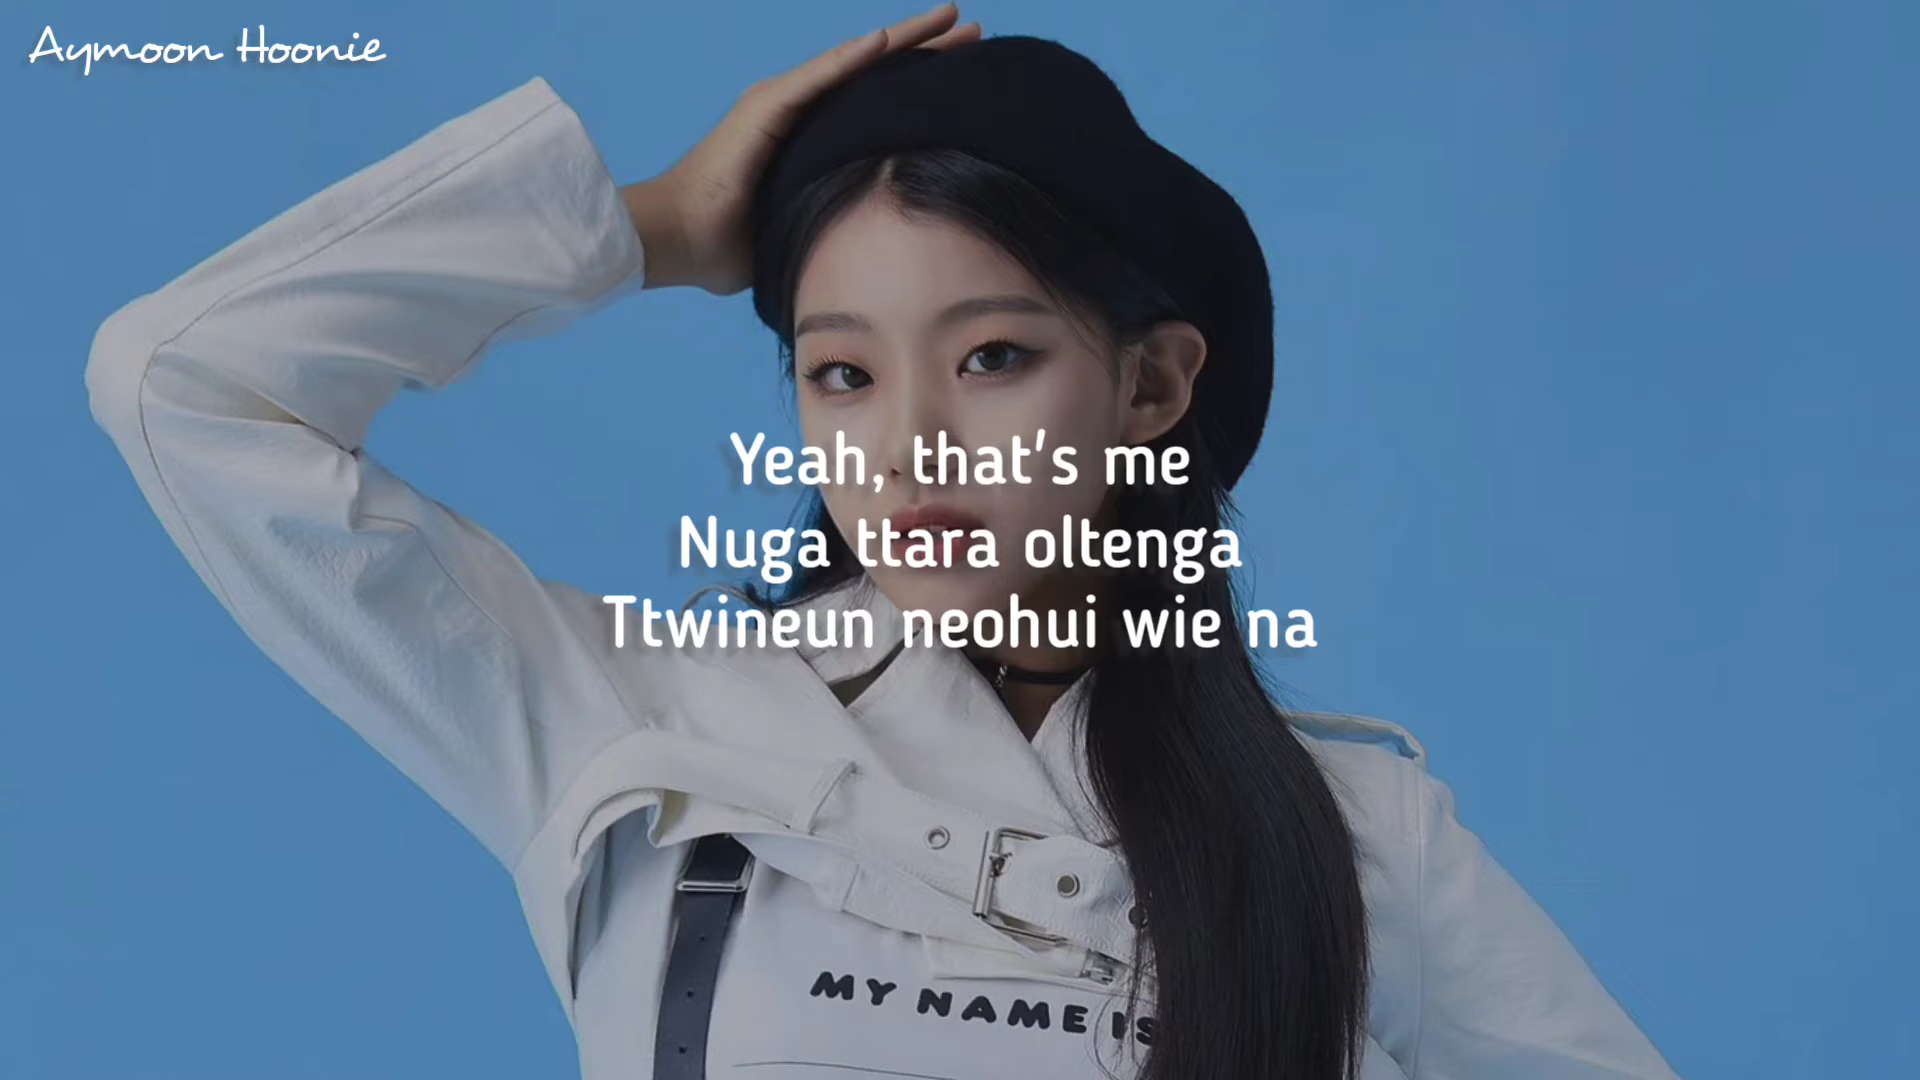 Aymoon Hoonie
Yeah, that's me
Nuga ttara oltenga
Ttwineun neohui wie na
MY NAME IS